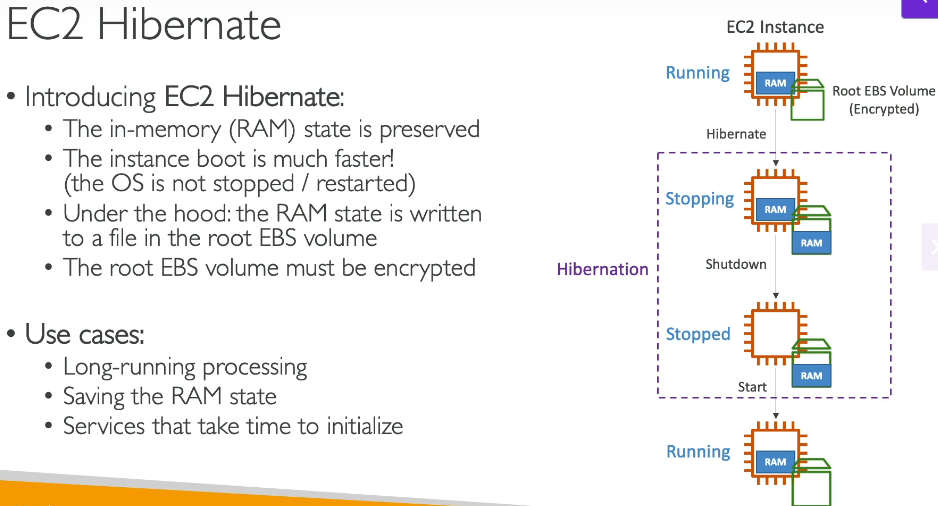 EC2 Hibernate
• Introducing EC2 Hibernate:
• The in-memory (RAM) state is preserved
• The instance boot is much faster!
(the OS is not stopped / restarted)
• Under the hood: the RAM state is written
to a file in the root EBS volume
• The root EBS volume must be encrypted
• Use cases:
• Long-running processing
• Saving the RAM state
• Services that take time to initialize
EC2 Instance
Running
RAM
Root EBS Volume
(Encrypted)
Hibernate
Stopping
RAM
RAM
Hibernation
Shutdown
Stopped
RAM
Start
Running
RAM